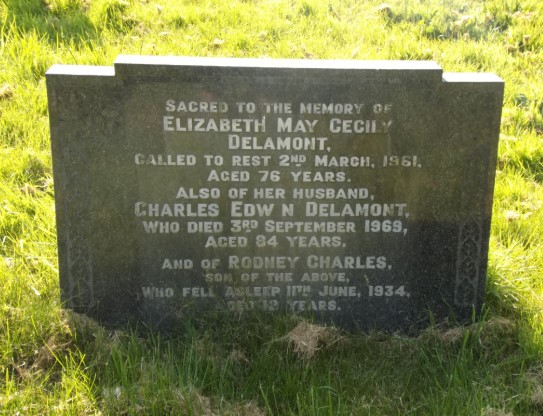 SACRED TO THE MEMORY OF
ELIZABETH MAY CECILY
DELAMONT,
CALLED TO REST 2ND MARCH, 1961,
AGED 76 YEARS.
ALSO OF HER HUSBAND,
CHARLES EDW N DELAMONT,
WHO DIED 3RD SEPTEMBER 1969,
AGED 84 YEARS.
AND OF RODNEY CHARLES,
SON OF THE ABOVE,
WHO FELL ASLEEP 11TH JUNE, 1934,
AGED YEARS.